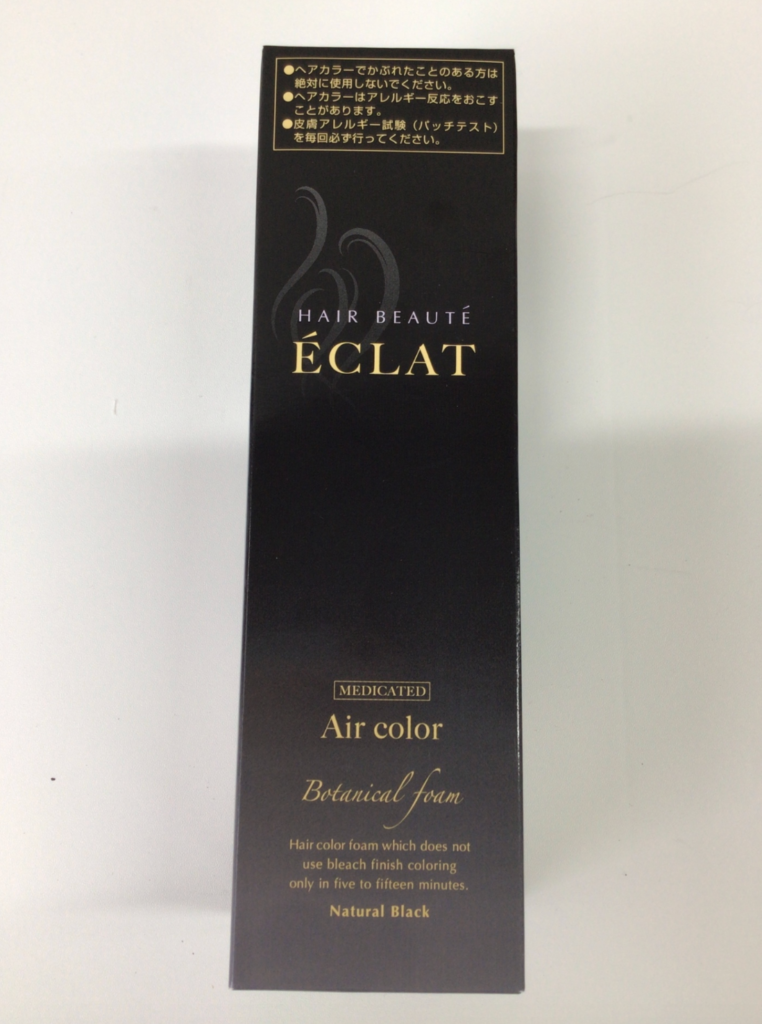 ●ヘアカラーでかぶれたことのある方は
絶対に使用しないでください。
●ヘアカラーはアレルギー反応をおこす
ことがあります。
●皮膚アレルギー試験（パッチテスト）
を毎回必ず行ってください。
HAIR BEAUTÉ
ÉCLAT
MEDICATED
Air color
Botanical foam
Hair color foam which does not
use bleach finish coloring
only in five to fifteen minutes.
Natural Black